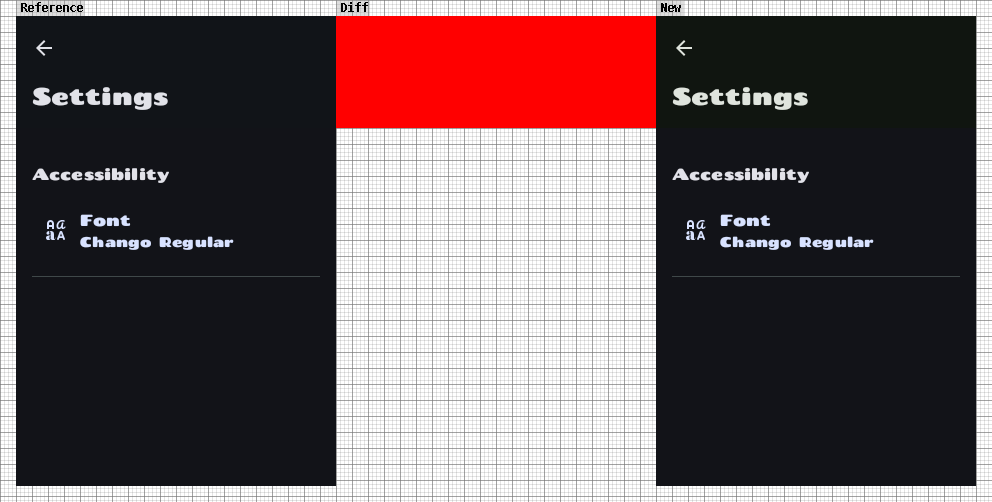 Reference
Diff
New
Settings
Accessibility
Font
Chango Regular
Settings
Accessibility
Font
Chango Regular